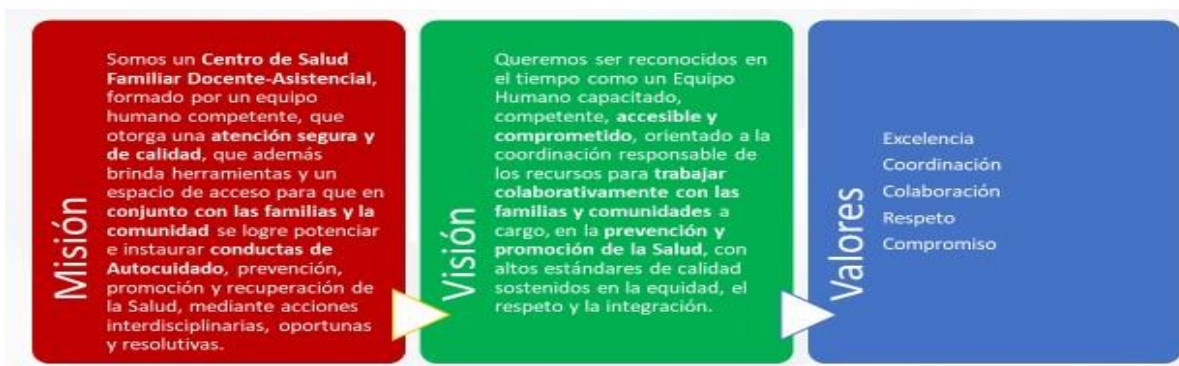 Misión
Somos un Centro de Salud
Familiar Docente-Asistencial,
formado por un equipo
humano competente, que
otorga una atención segura y
de calidad, que además
brinda herramientas y un
espacio de acceso para que en
conjunto con las familias y la
comunidad se logre potenciar
e instaurar conductas de
Autocuidado, prevención,
promoción y recuperación de
la Salud, mediante acciones
interdisciplinarias, oportunas
y resolutivas.
Visión
Queremos ser reconocidos en
el tiempo como un Equipo
Humano capacitado,
competente, accesible y
comprometido, orientado a la
coordinación responsable de
los recursos para trabajar
colaborativamente con las
familias y comunidades a
cargo, en la prevención y
promoción de la Salud, con
altos estándares de calidad
sostenidos en la equidad, el
respeto y la integración.
Valores
Excelencia
Coordinación
Colaboración
Respeto
Compromiso